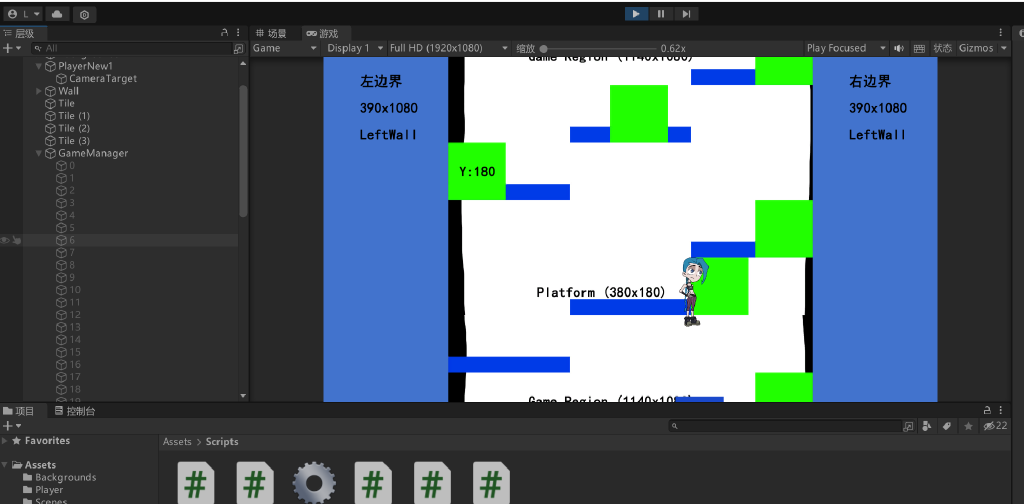 L
层级
All
PlayerNew1
CameraTarget
Wall
Tile
Tile (1)
Tile (2)
Tile (3)
GameManager
0
1
2
3
4
5
6
7
8
9
10
11
12
13
14
15
16
17
18
场景
游戏
Game
Display 1
Full HD (1920x1080)
缩放
0.62x
Play Focused
状态
Gizmos
Game Region (1140x1080)
左边界
390x1080
LeftWall
Y:180
Platform (380x180)
Game Region (1140x1080)
右边界
390x1080
LeftWall
项目
控制台
22
Favorites
Assets
Backgrounds
Player
Scenes
Assets > Scripts
#
#
#
#
#